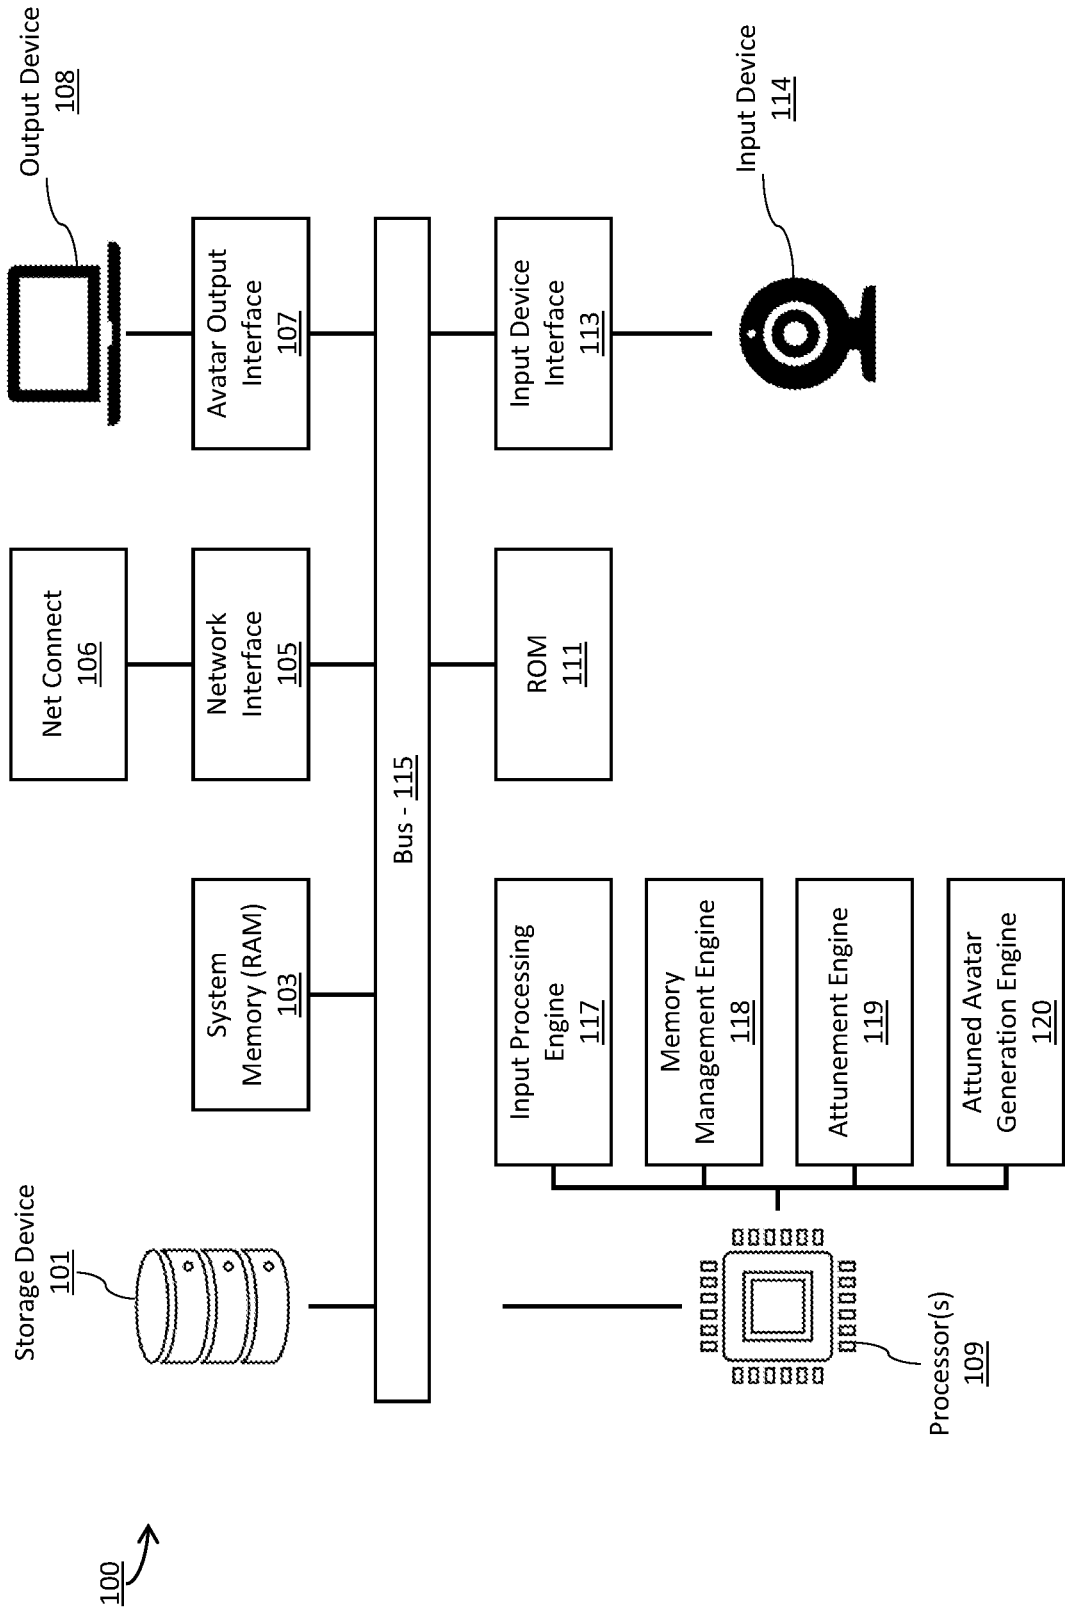 Storage Device
101
System
Memory (RAM)
103
Net Connect
106
Network
Interface
105
Output Device
108
Avatar Output
Interface
107
Bus - 115
Input Processing
Engine
117
Memory
Management Engine
118
Attunement Engine
119
Attuned Avatar
Generation Engine
120
ROM
111
Input Device
Interface
113
Input Device
114
Processor(s)
109
100